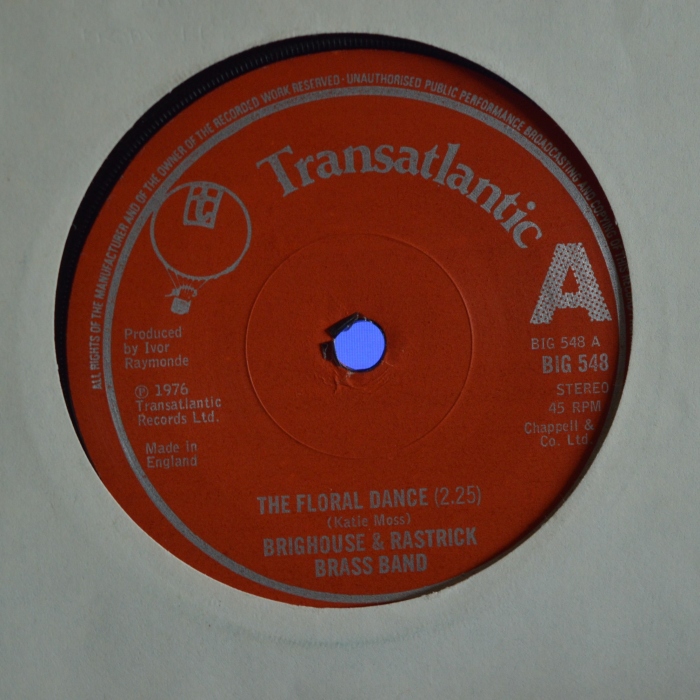 ALL RIGHTS OF THE MANUFACTURER AND OF THE OWNER OF THE RECORDED WORK RESERVED · UNAUTHORISED PUBLIC PERFORMANCE BROADCASTING AND COPYING OF
Transatlantic
A
Produced
by Ivor
Raymonde
℗ 1976
Transatlantic
Records Ltd.
Made in
England
BIG 548 A
BIG 548
STEREO
45 RPM
Chappell &
Co. Ltd.
THE FLORAL DANCE (2.25)
(Katie Moss)
BRIGHOUSE & RASTRICK
BRASS BAND